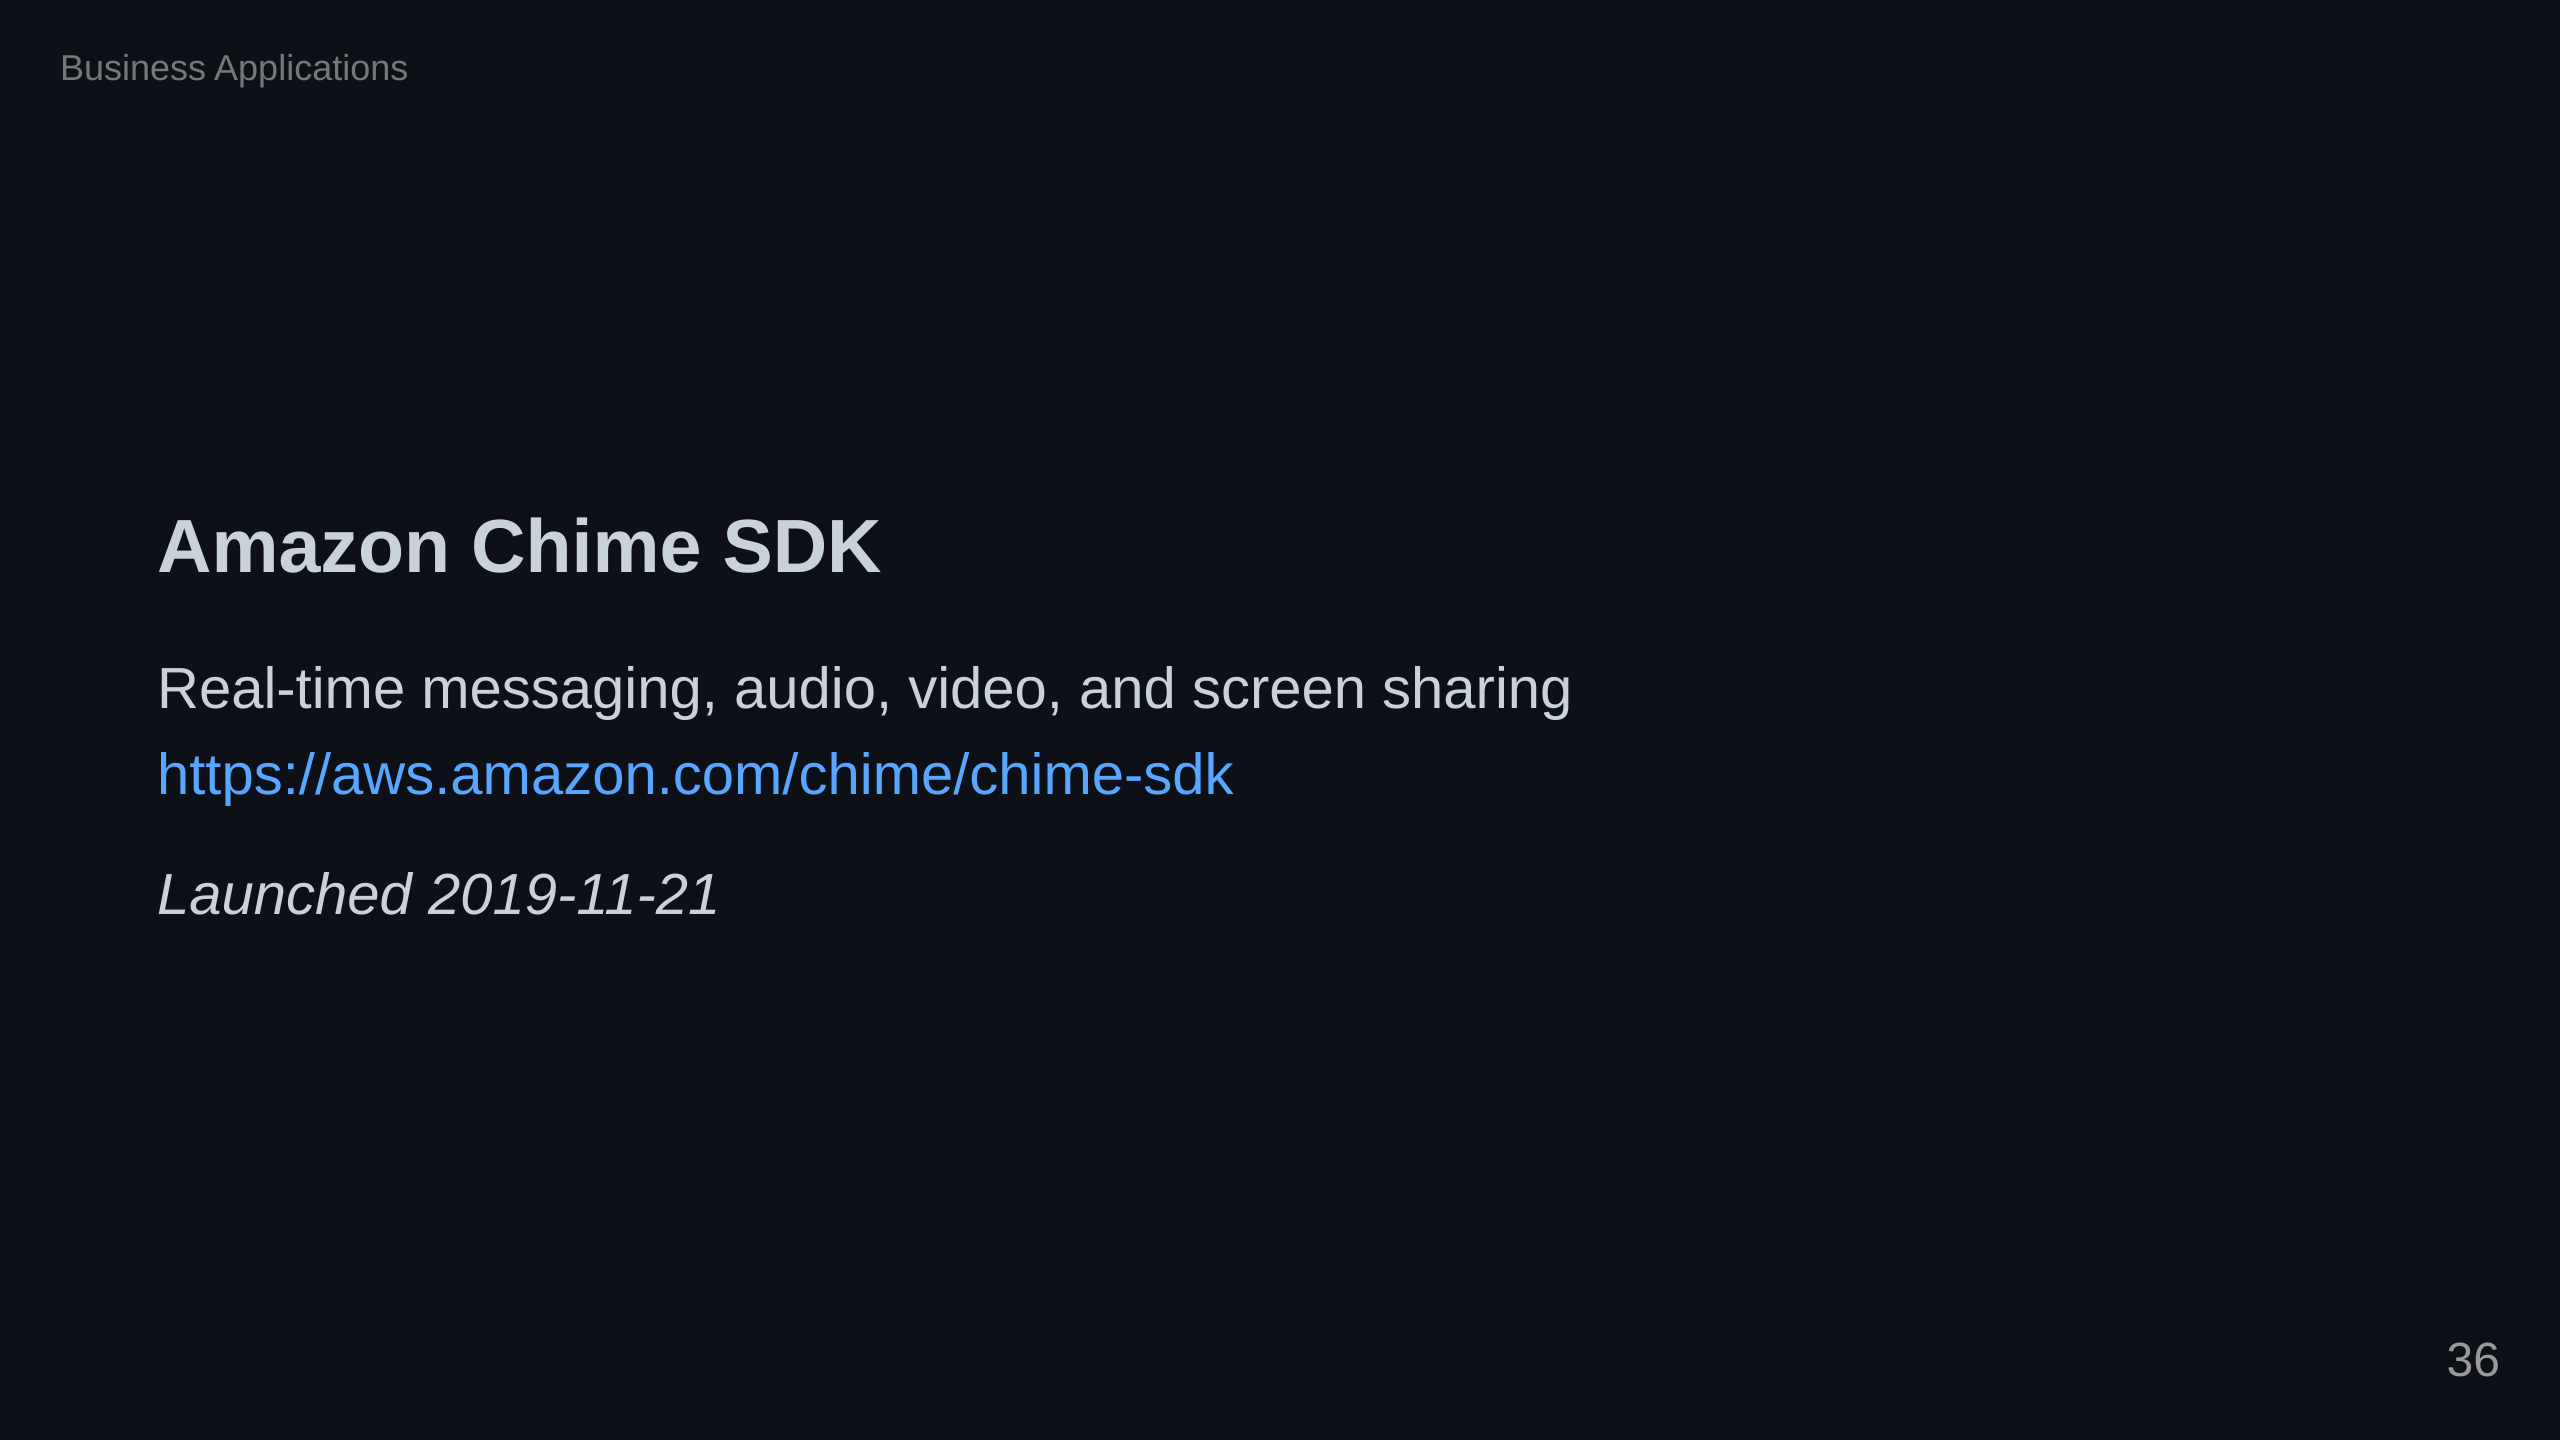 Business Applications
Amazon Chime SDK
Real-time messaging, audio, video, and screen sharing
https://aws.amazon.com/chime/chime-sdk
Launched 2019-11-21
36